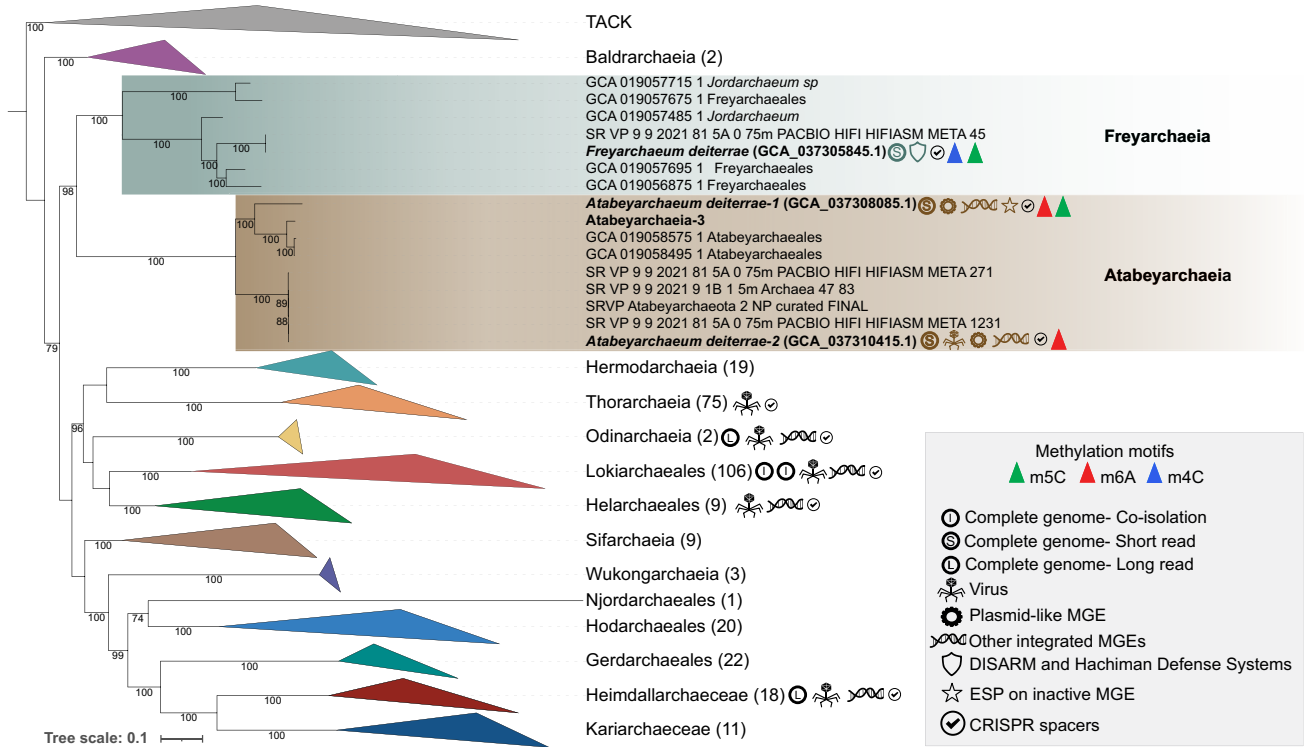 TACK
100
Baldrarchaeia (2)
100
GCA 019057715 1 Jordarchaeum sp
GCA 019057675 1 Freyarchaeales
100
GCA 019057485 1 Jordarchaeum
100
SR VP 9 9 2021 81 5A 0 75m PACBIO HIFI HIFIASM META 45
Freyarchaeia
100
Freyarchaeum deiterrae (GCA_037305845.1) S
100
GCA 019057695 1 Freyarchaeales
GCA 019056875 1 Freyarchaeales
100
98
Atabeyarchaeum deiterrae-1 (GCA_037308085.1) S
Atabeyarchaeia-3
GCA 019058575 1 Atabeyarchaeales
100
GCA 019058495 1 Atabeyarchaeales
100
100
SR VP 9 9 2021 81 5A 0 75m PACBIO HIFI HIFIASM META 271
Atabeyarchaeia
SR VP 9 9 2021 9 1B 1 5m Archaea 47 83
89
SRVP Atabeyarchaeota 2 NP curated FINAL
88
SR VP 9 9 2021 81 5A 0 75m PACBIO HIFI HIFIASM META 1231
Atabeyarchaeum deiterrae-2 (GCA_037310415.1) S
79
Hermodarchaeia (19)
100
Thorarchaeia (75)
100
96
Odinarchaeia (2) L
100
Lokiarchaeales (106) I I
100
Helarchaeales (9)
100
Sifarchaeia (9)
100
Wukongarchaeia (3)
100
100
Njordarchaeales (1)
74
Hodarchaeales (20)
100
99
Gerdarchaeales (22)
100
100
Heimdallarchaeceae (18) L
100
100
Kariarchaeceae (11)
100
Tree scale: 0.1
Methylation motifs
m5C m6A m4C
I Complete genome- Co-isolation
S Complete genome- Short read
L Complete genome- Long read
Virus
Plasmid-like MGE
Other integrated MGEs
DISARM and Hachiman Defense Systems
ESP on inactive MGE
CRISPR spacers